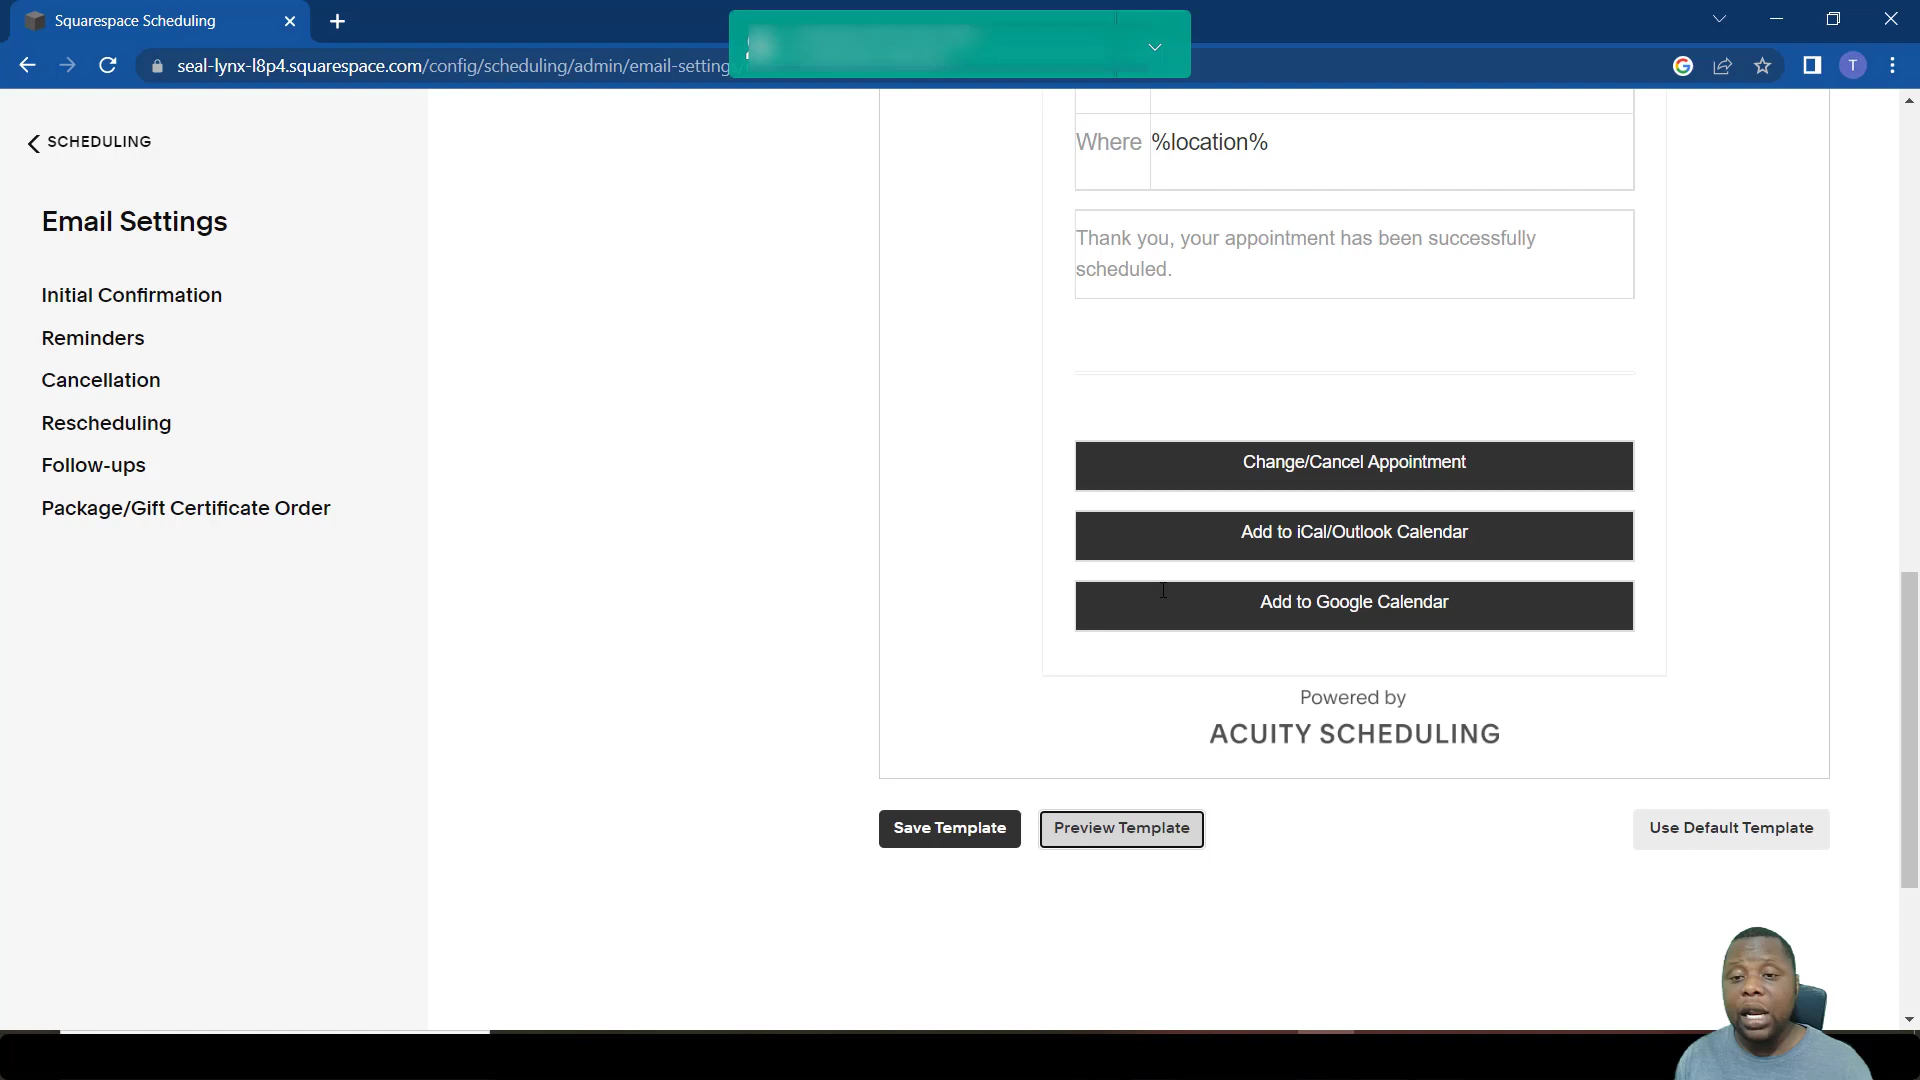 Squarespace Scheduling
seal-lynx-l8p4.squarespace.com/config/scheduling/admin/email-settings
T
SCHEDULING
Email Settings
Initial Confirmation
Reminders
Cancellation
Rescheduling
Follow-ups
Package/Gift Certificate Order
Where %location%
Thank you, your appointment has been successfully
scheduled.
Change/Cancel Appointment
Add to iCal/Outlook Calendar
Add to Google Calendar
Powered by
ACUITY SCHEDULING
Save Template
Preview Template
Use Default Template